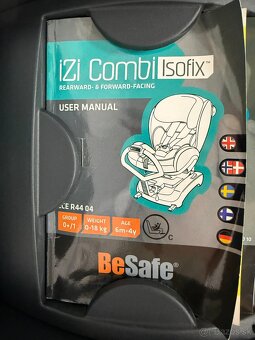 iZi Combi Isofix™
REARWARD- & FORWARD-FACING
USER MANUAL
ECE R44 04
GROUP
0+/1
WEIGHT
0-18 kg
AGE
6m-4y
C
BeSafe®